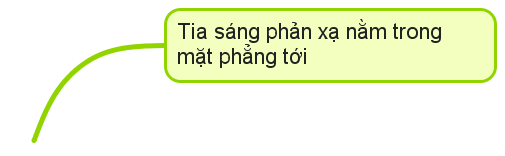 Tia sáng phản xạ nằm trong
mặt phẳng tới